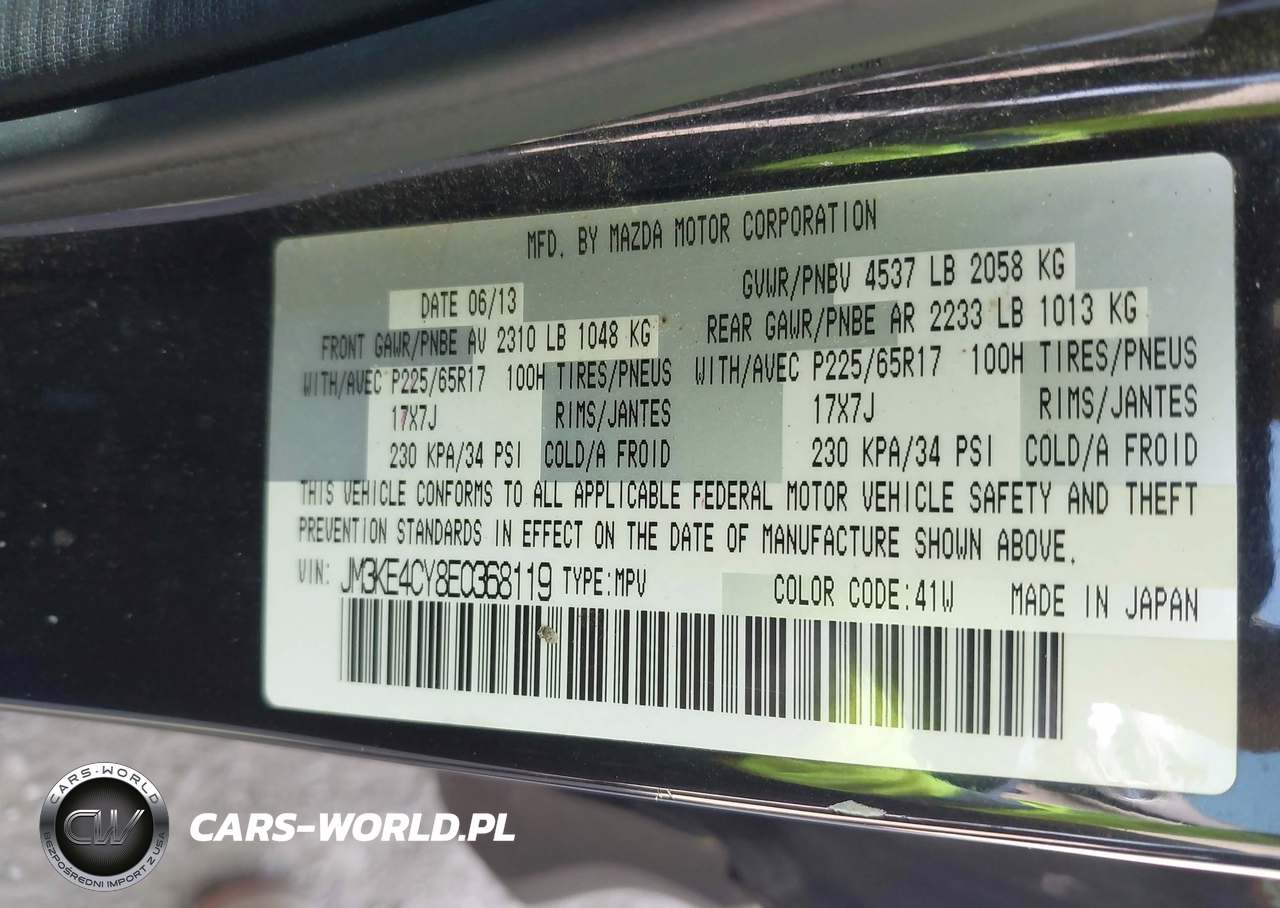 MFD. BY MAZDA MOTOR CORPORATION
DATE 06/13
GVWR/PNBV 4537 LB 2058 KG
FRONT GAWR/PNBE AV 2310 LB 1048 KG
REAR GAWR/PNBE AR 2233 LB 1013 KG
WITH/AVEC P225/65R17 100H TIRES/PNEUS WITH/AVEC P225/65R17 100H TIRES/PNEUS
17X7J RIMS/JANTES 17X7J RIMS/JANTES
230 KPA/34 PSI COLD/A FROID 230 KPA/34 PSI COLD/A FROID
THIS VEHICLE CONFORMS TO ALL APPLICABLE FEDERAL MOTOR VEHICLE SAFETY AND THEFT
PREVENTION STANDARDS IN EFFECT ON THE DATE OF MANUFACTURE SHOWN ABOVE.
VIN: JM3KE4CY8E0368119 TYPE:MPV COLOR CODE:41W MADE IN JAPAN
CARS-WORLD
CW
BEZPOŚREDNI IMPORT Z USA
CARS-WORLD.PL